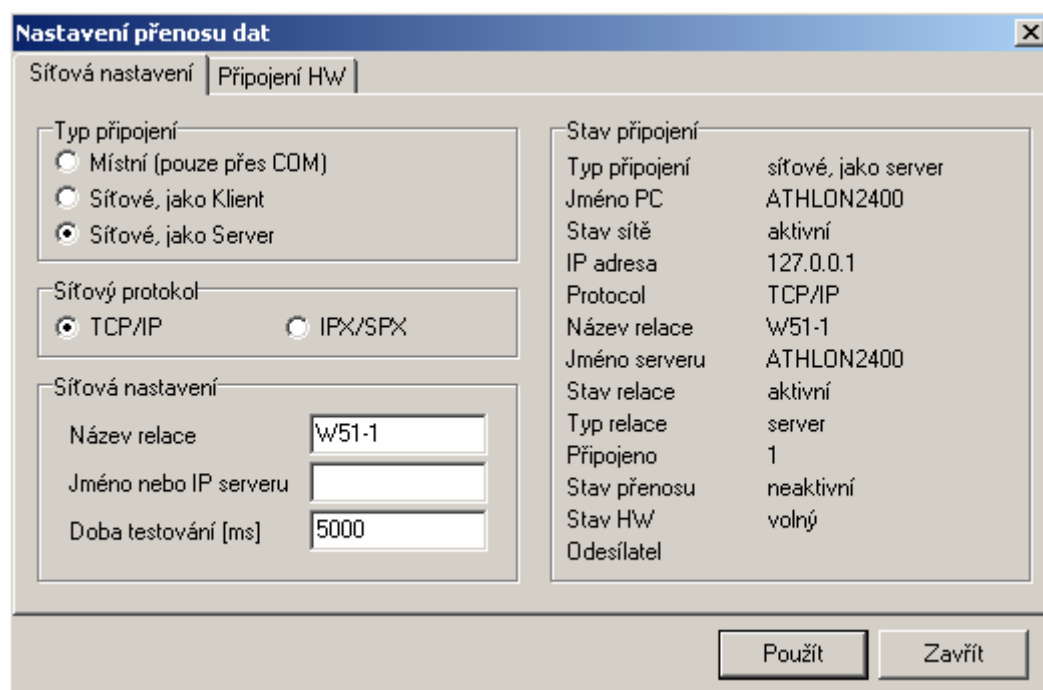 Nastavení přenosu dat
Síťová nastavení
Připojení HW
Typ připojení
Místní (pouze přes COM)
Síťové, jako Klient
Síťové, jako Server
Síťový protokol
TCP/IP
IPX/SPX
Síťová nastavení
Název relace W51-1
Jméno nebo IP serveru
Doba testování [ms] 5000
Stav připojení
Typ připojení síťové, jako server
Jméno PC ATHLON2400
Stav sítě aktivní
IP adresa 127.0.0.1
Protocol TCP/IP
Název relace W51-1
Jméno serveru ATHLON2400
Stav relace aktivní
Typ relace server
Připojeno 1
Stav přenosu neaktivní
Stav HW volný
Odesílatel
Použít
Zavřít